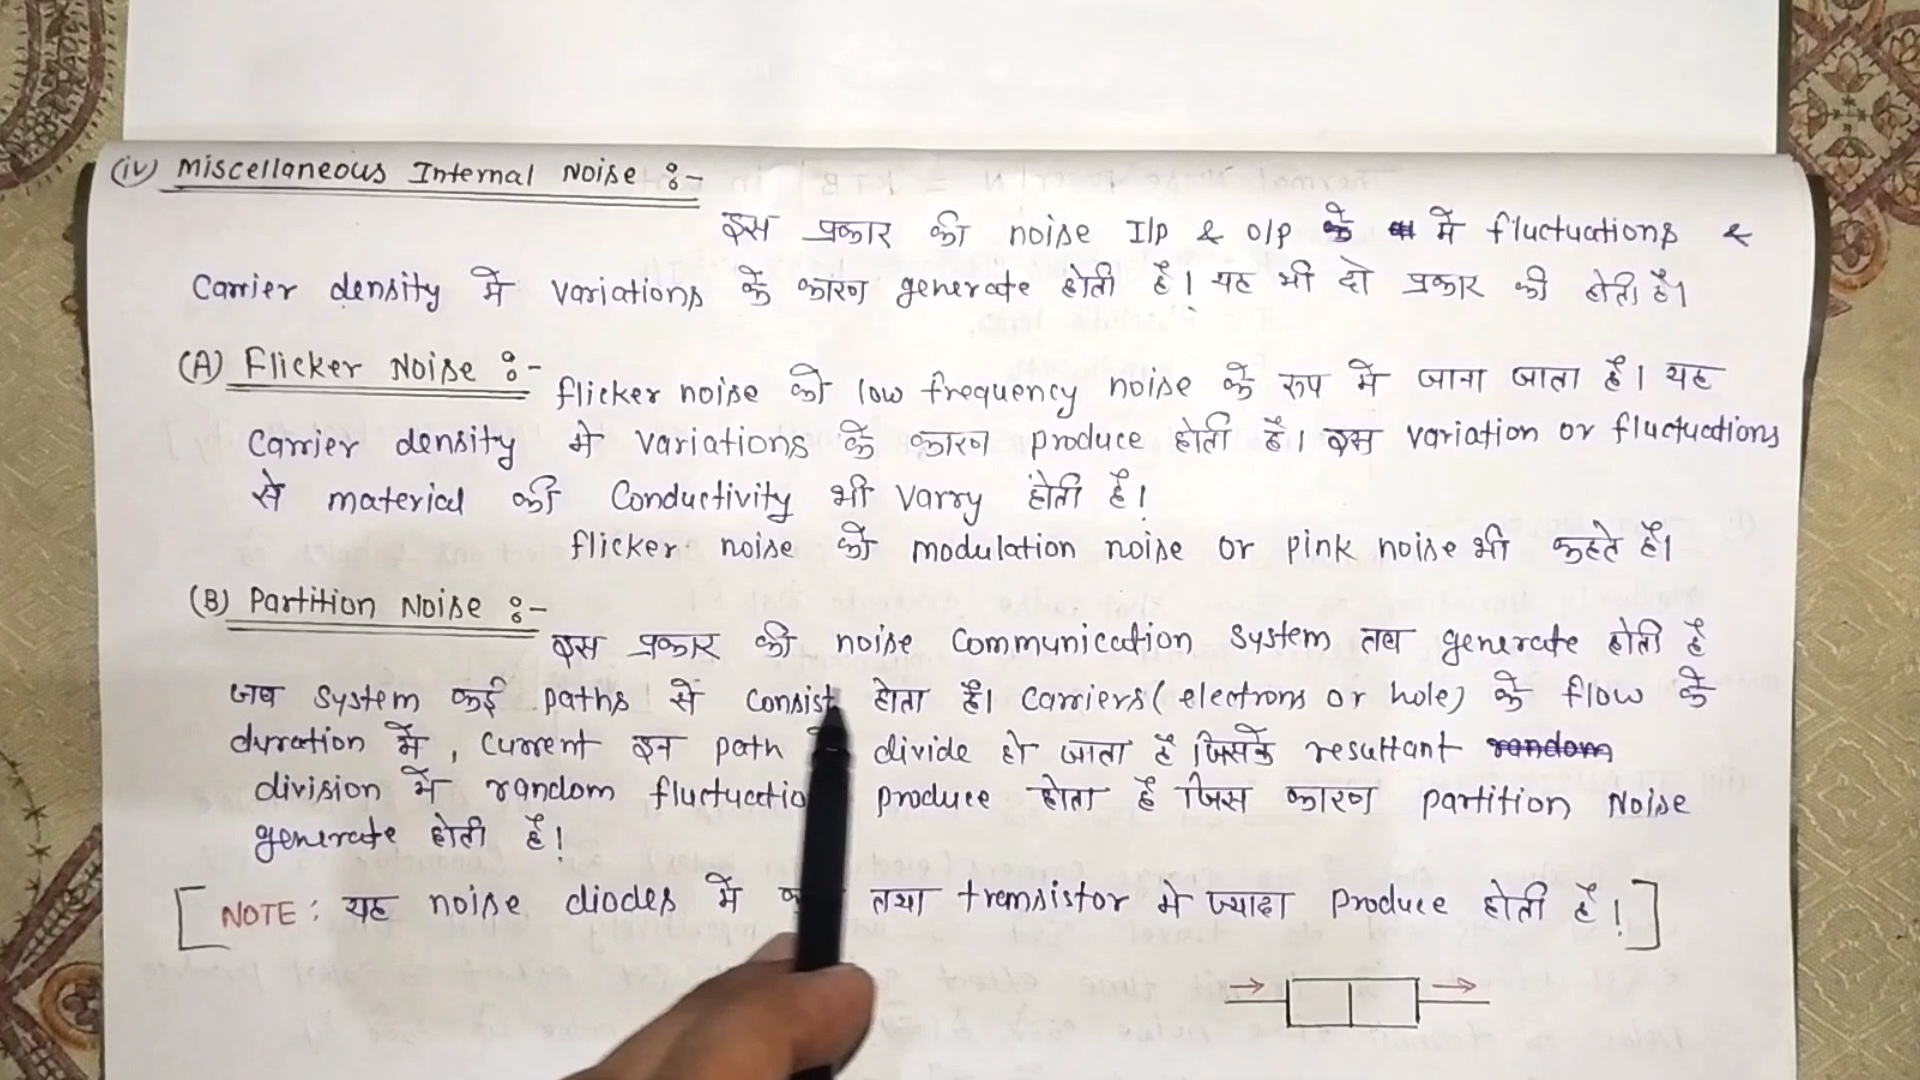 (iv) Miscellaneous Internal Noise :-
इस प्रकार की noise I/p & o/p के में fluctuations &
Carrier density में variations के कारण generate होती है। यह भी दो प्रकार की होती है।
(A) Flicker Noise :-
flicker noise को low frequency noise के रूप में जाना जाता है। यह
Carrier density में variations के कारण produce होती है। इस variation or fluctuations
से material की Conductivity भी varry होती है।
flicker noise को modulation noise or pink noise भी कहते है।
(B) Partition Noise :-
इस प्रकार की noise Communication System तब generate होती है
जब system कई paths से consist होता है। Carriers (electrons or hole) के flow के
duration में, Current इन path divide हो जाता है जिसके resultant random
division में random fluctuatio produce होता है जिस कारण partition Noise
generate होती है।
[NOTE: यह noise diodes में तथा transistor मे ज्यादा produce होती है।]